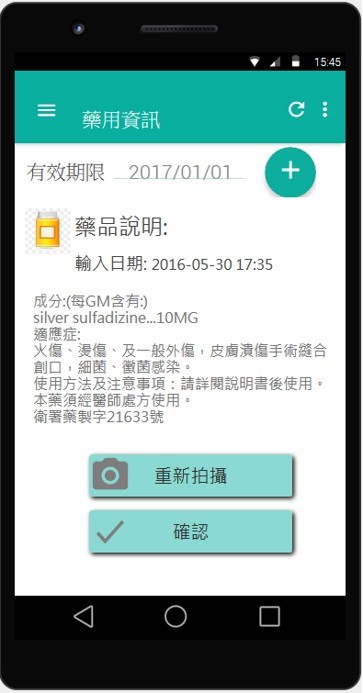 15:45
藥用資訊
有效期限 2017/01/01
藥品說明:
輸入日期: 2016-05-30 17:35
成分:(每GM含有:)
silver sulfadizine...10MG
適應症:
火傷、燙傷、及一般外傷，皮膚潰傷手術縫合
創口，細菌、黴菌感染。
使用方法及注意事項：請詳閱說明書後使用。
本藥須經醫師處方使用。
衛署藥製字21633號
重新拍攝
確認